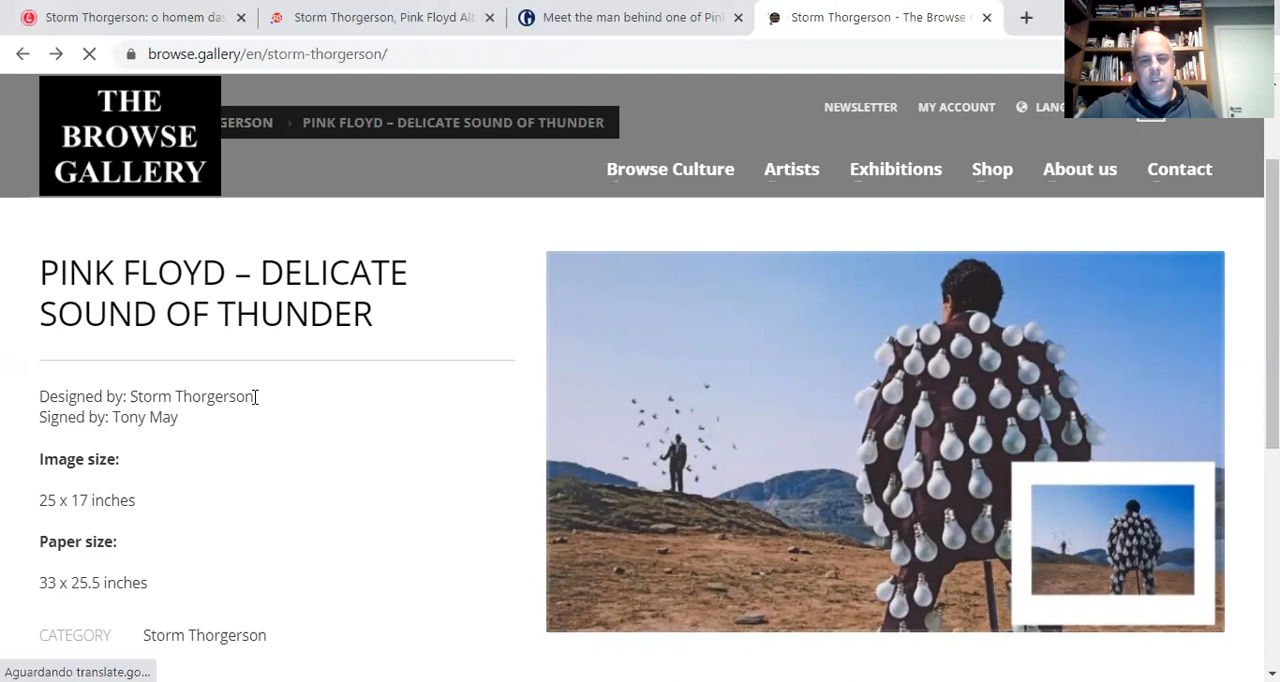 Storm Thorgerson: o homem das
Storm Thorgerson, Pink Floyd Alb
Meet the man behind one of Pin
Storm Thorgerson - The Browse
browse.gallery/en/storm-thorgerson/
THE
BROWSE
GALLERY
GERSON › PINK FLOYD – DELICATE SOUND OF THUNDER
NEWSLETTER MY ACCOUNT LANG
Browse Culture Artists Exhibitions Shop About us Contact
PINK FLOYD – DELICATE
SOUND OF THUNDER
Designed by: Storm Thorgerson
Signed by: Tony May
Image size:
25 x 17 inches
Paper size:
33 x 25.5 inches
CATEGORY Storm Thorgerson
Aguardando translate.go...